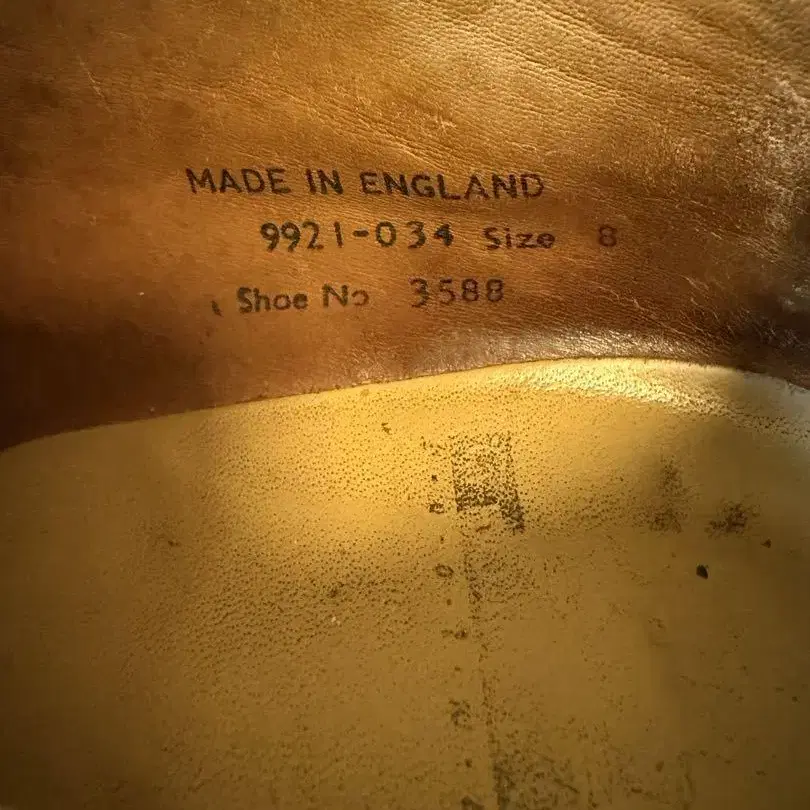 MADE IN ENGLAND
9921-034 Size 8
Shoe No 3588